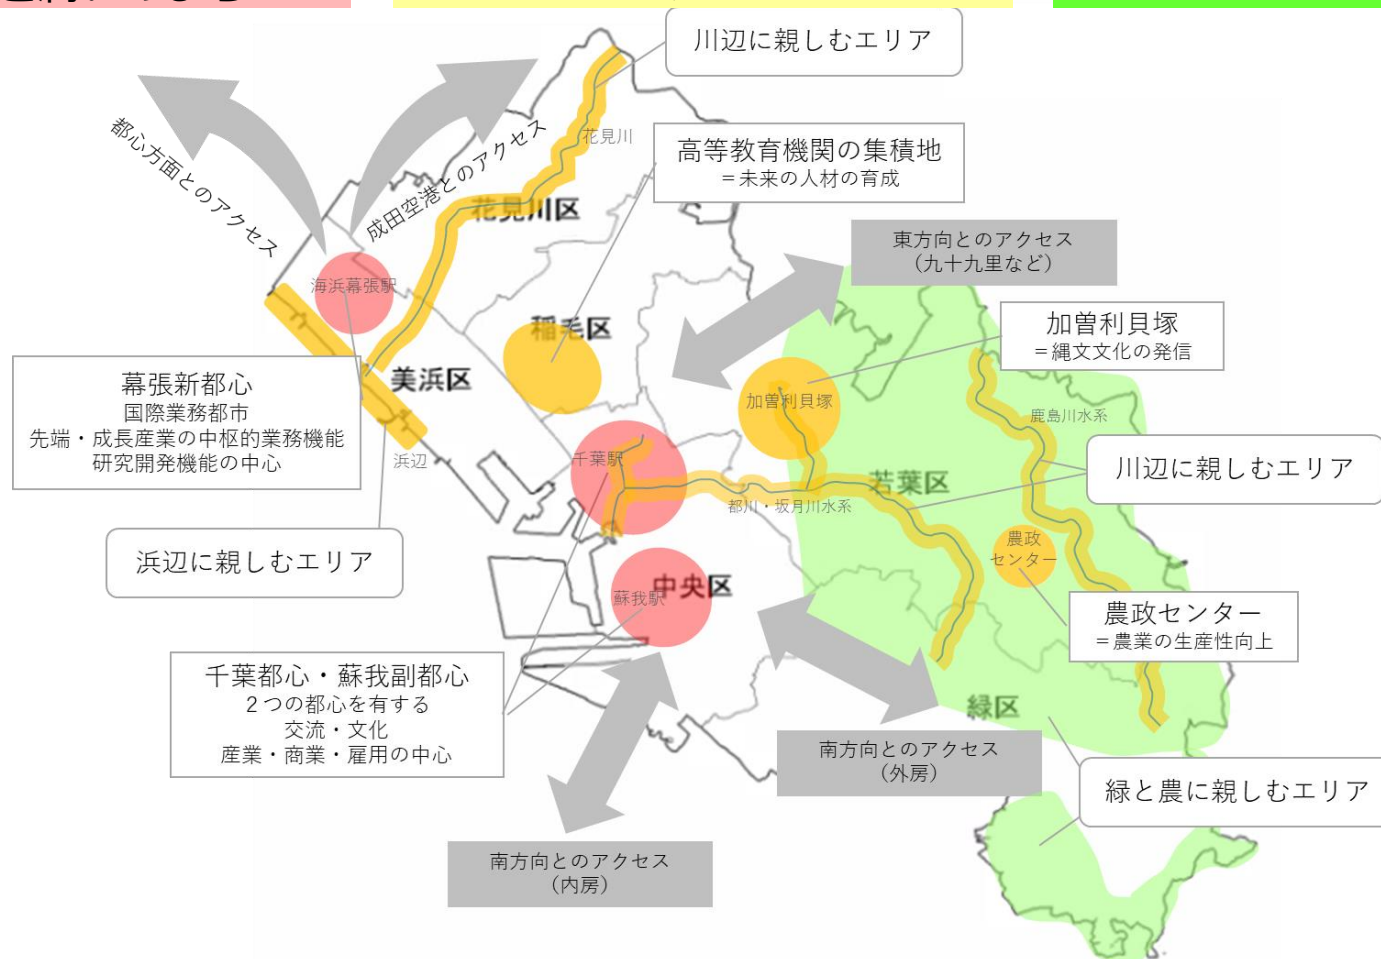 川辺に親しむエリア
花見川
都心方面とのアクセス
成田空港とのアクセス
高等教育機関の集積地
＝未来の人材の育成
花見川区
東方向とのアクセス
（九十九里など）
海浜幕張駅
稲毛区
加曽利貝塚
＝縄文文化の発信
幕張新都心
国際業務都市
先端・成長産業の中枢的業務機能
研究開発機能の中心
美浜区
加曽利貝塚
鹿島川水系
浜辺
千葉駅
川辺に親しむエリア
若葉区
都川・坂月川水系
浜辺に親しむエリア
農政
センター
中央区
蘇我駅
農政センター
＝農業の生産性向上
千葉都心・蘇我副都心
２つの都心を有する
交流・文化
産業・商業・雇用の中心
緑区
南方向とのアクセス
（外房）
緑と農に親しむエリア
南方向とのアクセス
（内房）